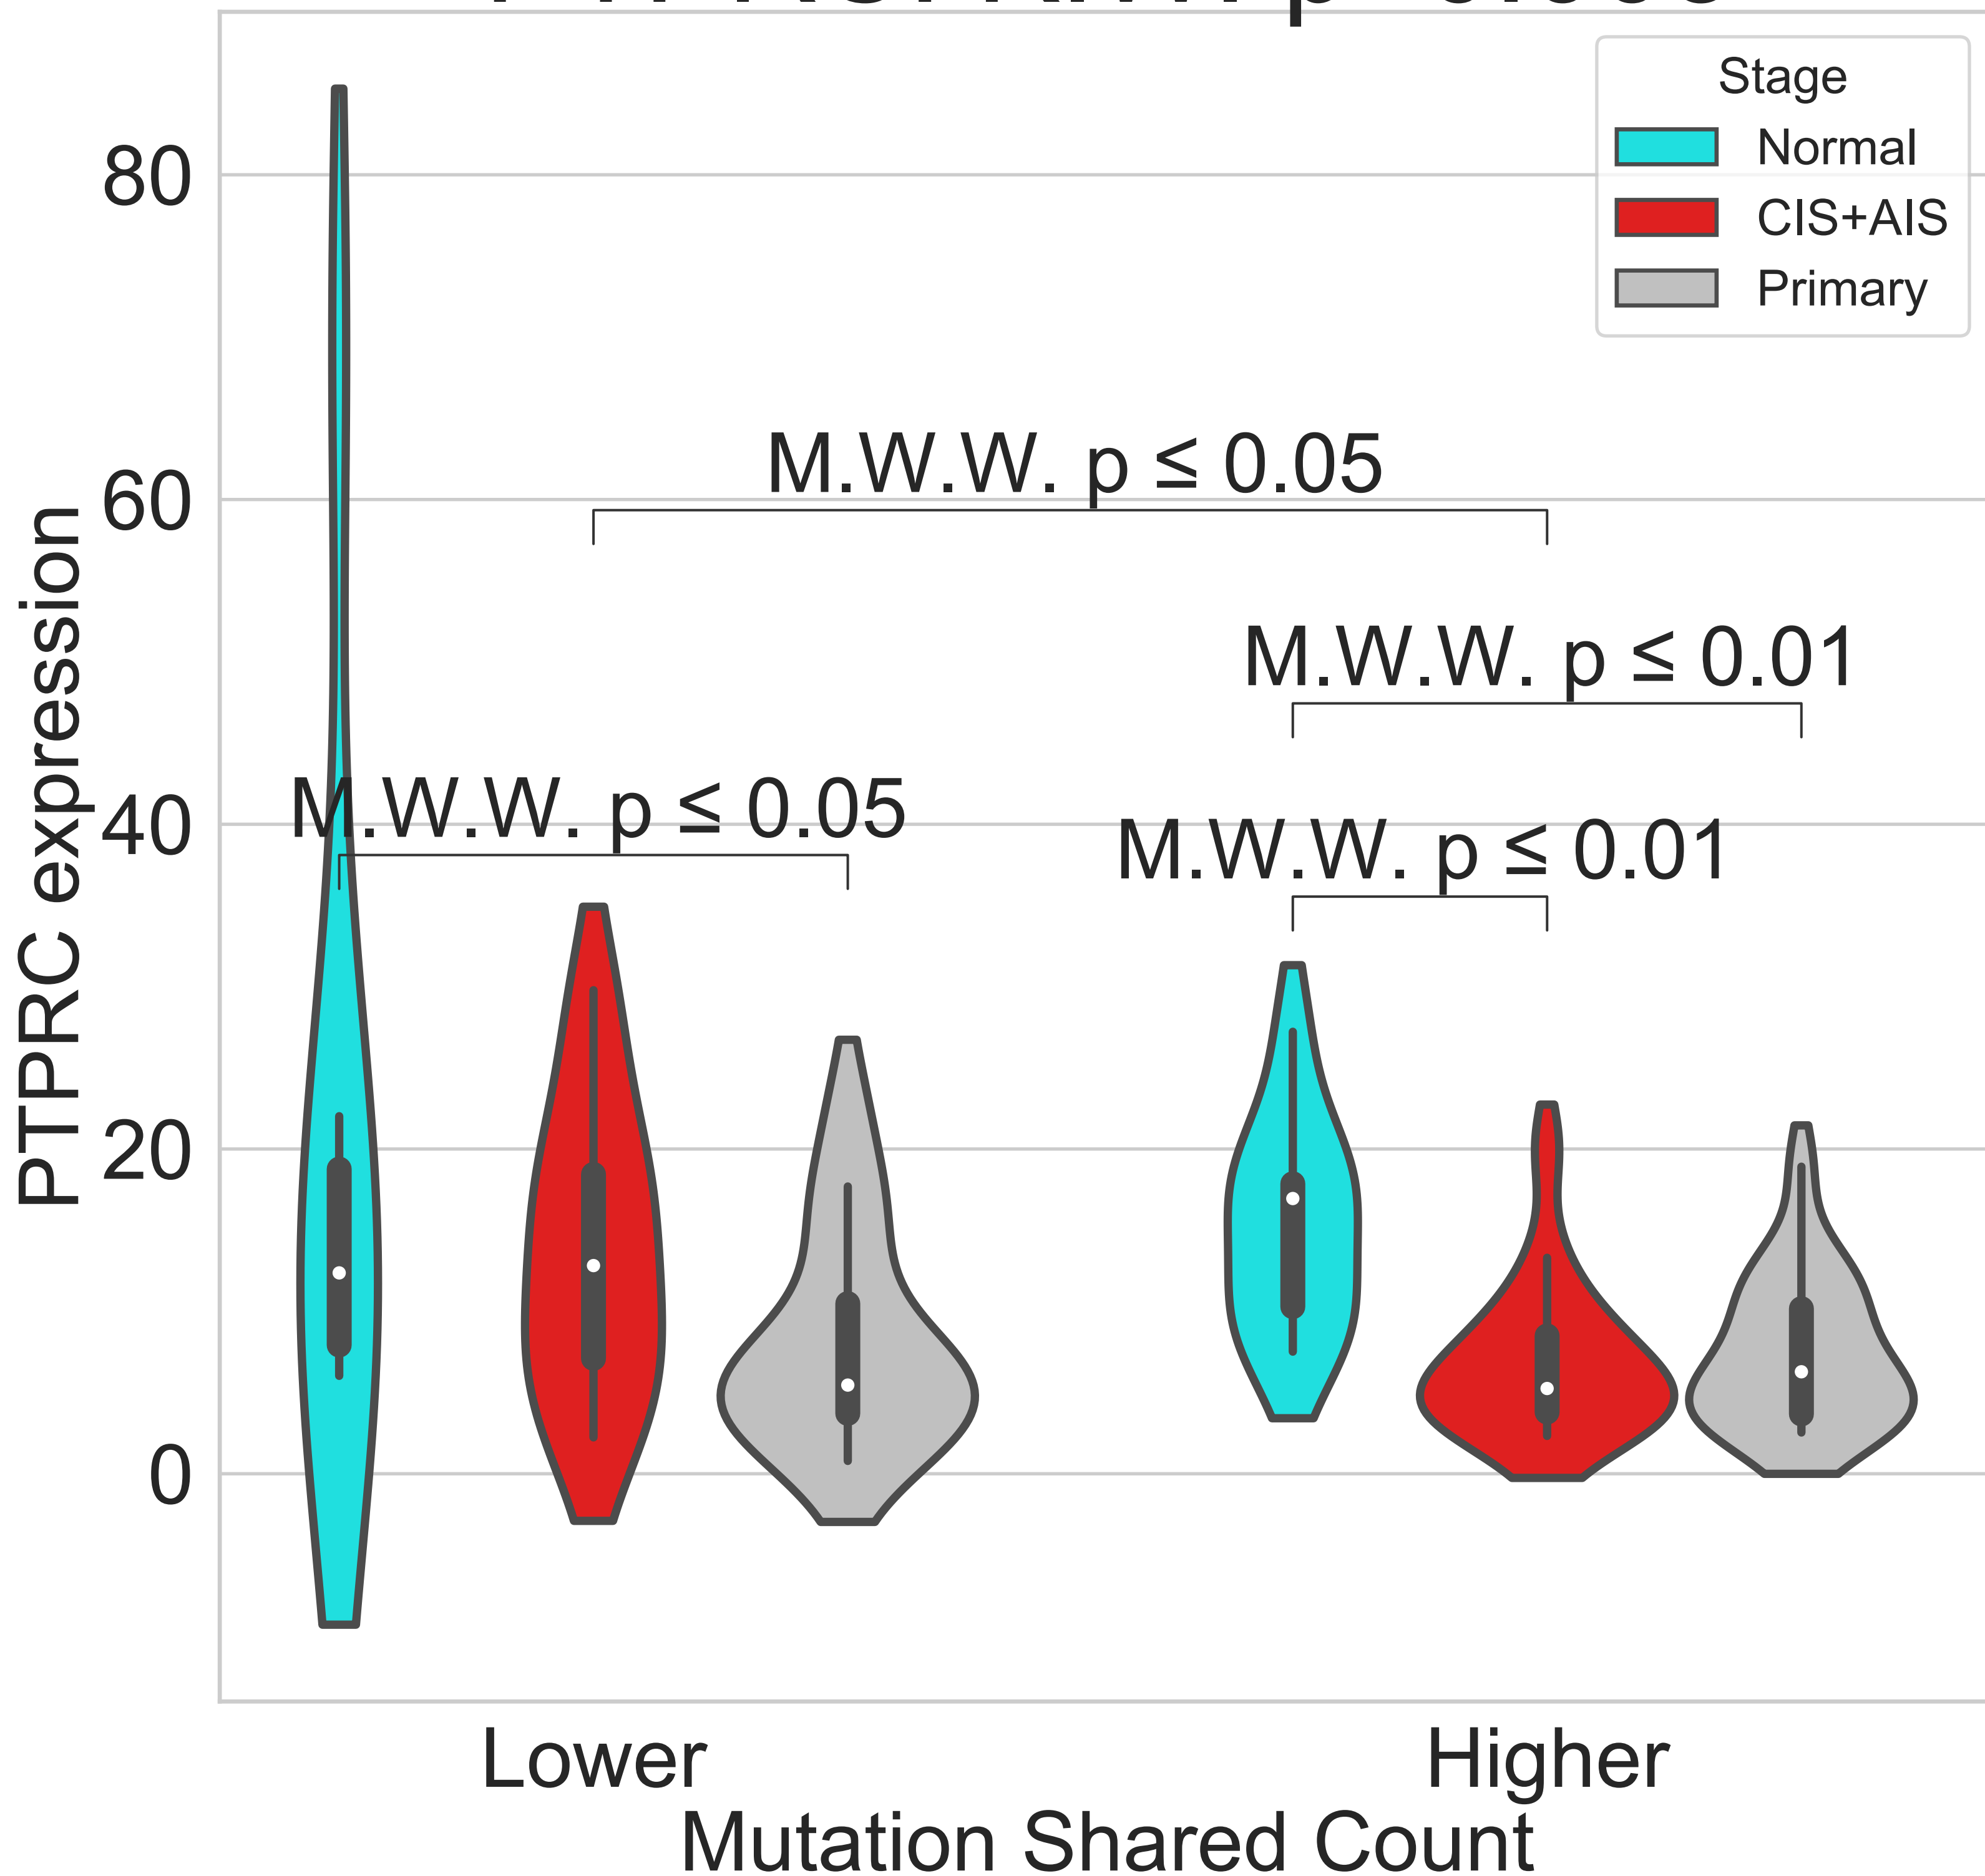 Stage
Normal
CIS+AIS
Primary
80
60
40
20
0
PTPRC expression
M.W.W. p ≤ 0.05
M.W.W. p ≤ 0.01
M.W.W. p ≤ 0.05
M.W.W. p ≤ 0.01
Lower
Higher
Mutation Shared Count